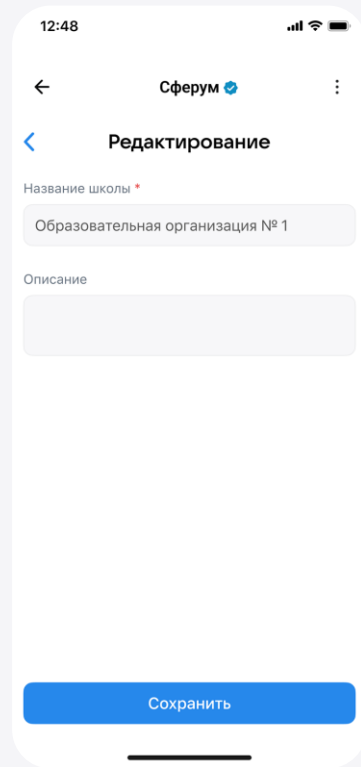 12:48
Сферум
Редактирование
Название школы *
Образовательная организация № 1
Описание
Сохранить